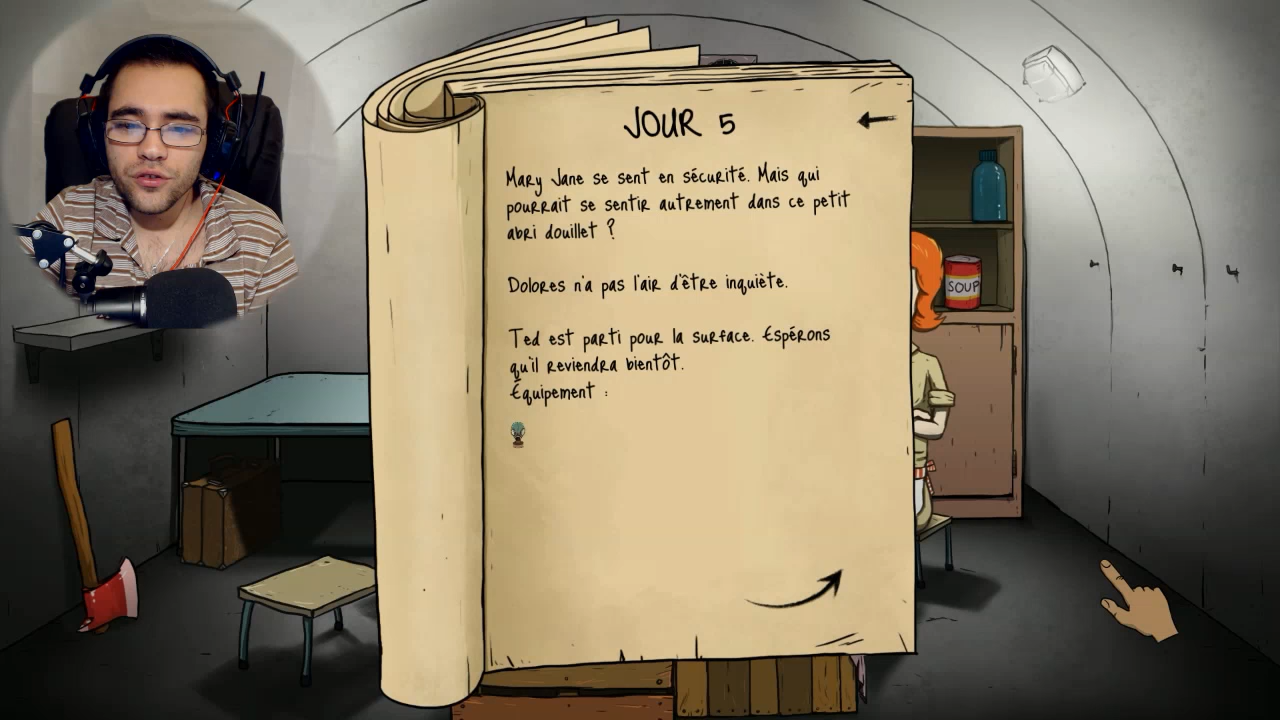 JOUR 5
Mary Jane se sent en sécurité. Mais qui
pourrait se sentir autrement dans ce petit
abri douillet ?
Dolores n'a pas l'air d'être inquiète.
Ted est parti pour la surface. Espérons
qu'il reviendra bientôt.
Équipement :
SOUP